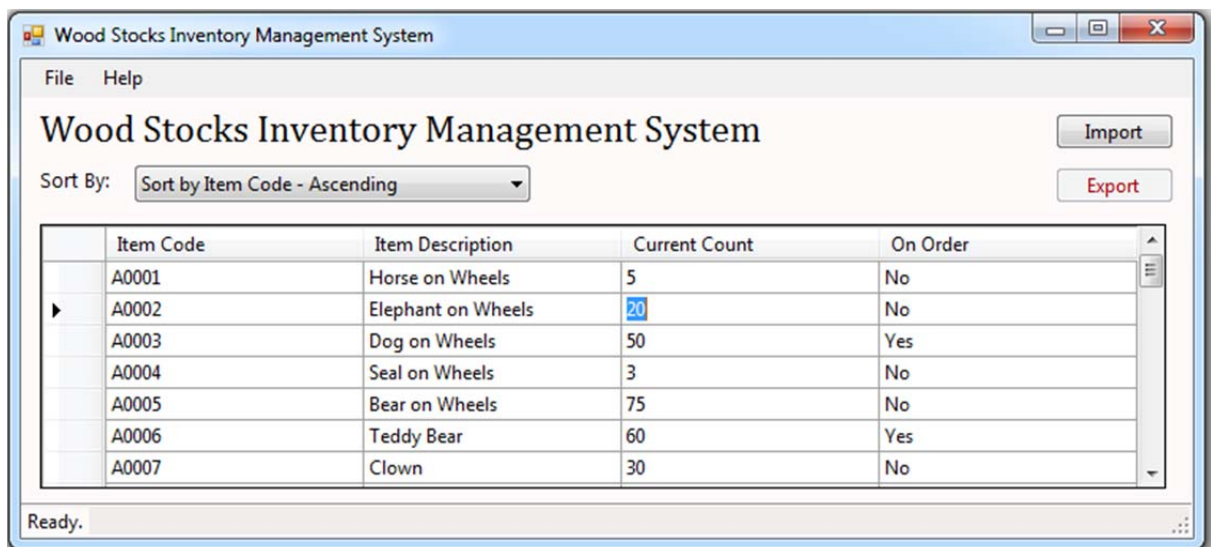 Wood Stocks Inventory Management System
File Help
Wood Stocks Inventory Management System
Import
Sort By: Sort by Item Code - Ascending
Export
Item Code Item Description Current Count On Order
A0001 Horse on Wheels 5 No
A0002 Elephant on Wheels 20 No
A0003 Dog on Wheels 50 Yes
A0004 Seal on Wheels 3 No
A0005 Bear on Wheels 75 No
A0006 Teddy Bear 60 Yes
A0007 Clown 30 No
Ready.